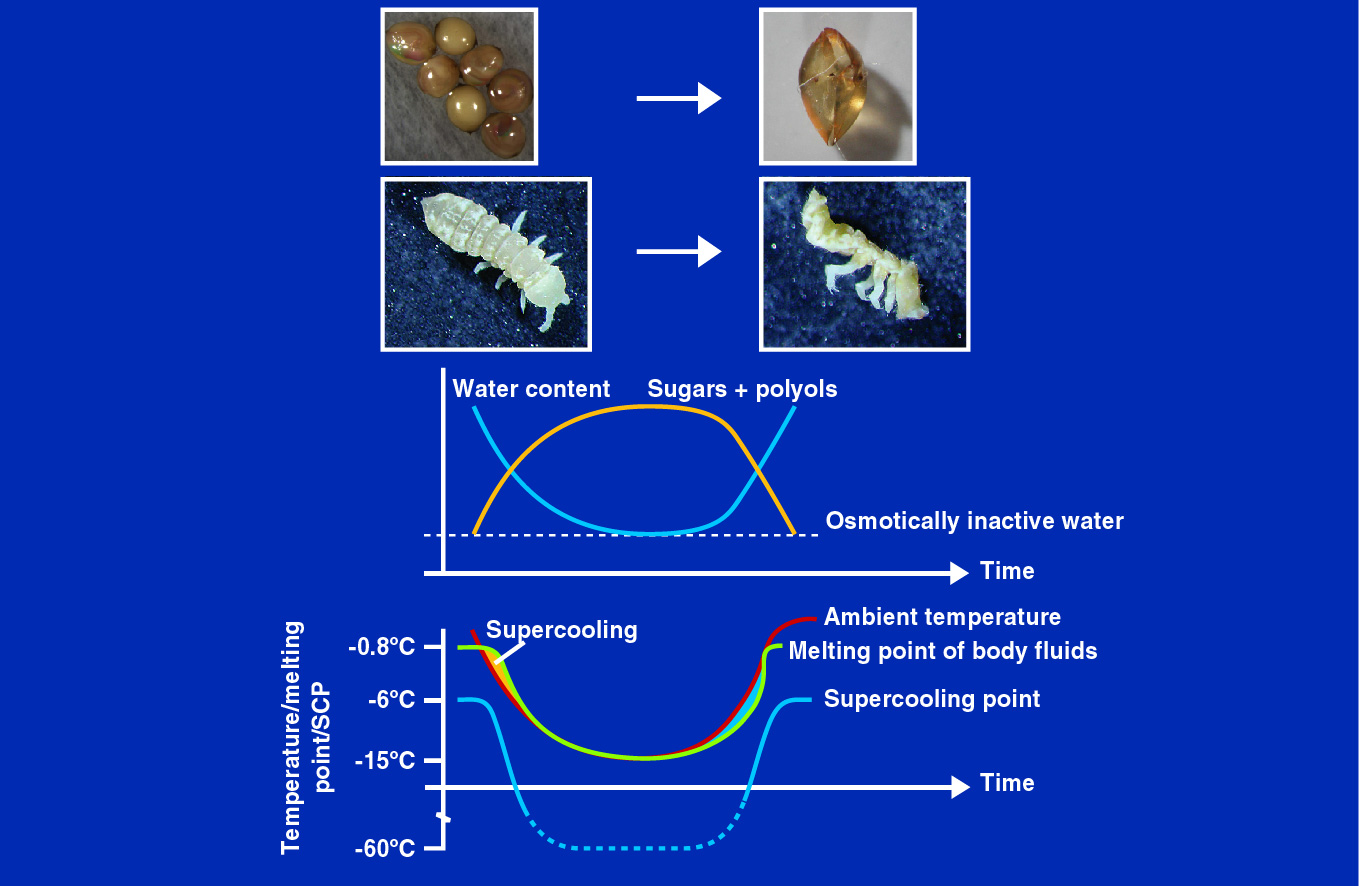 Water content
Sugars + polyols
Osmotically inactive water
Time
Temperature/melting
point/SCP
-0.8°C
-6°C
-15°C
-60°C
Supercooling
Ambient temperature
Melting point of body fluids
Supercooling point
Time